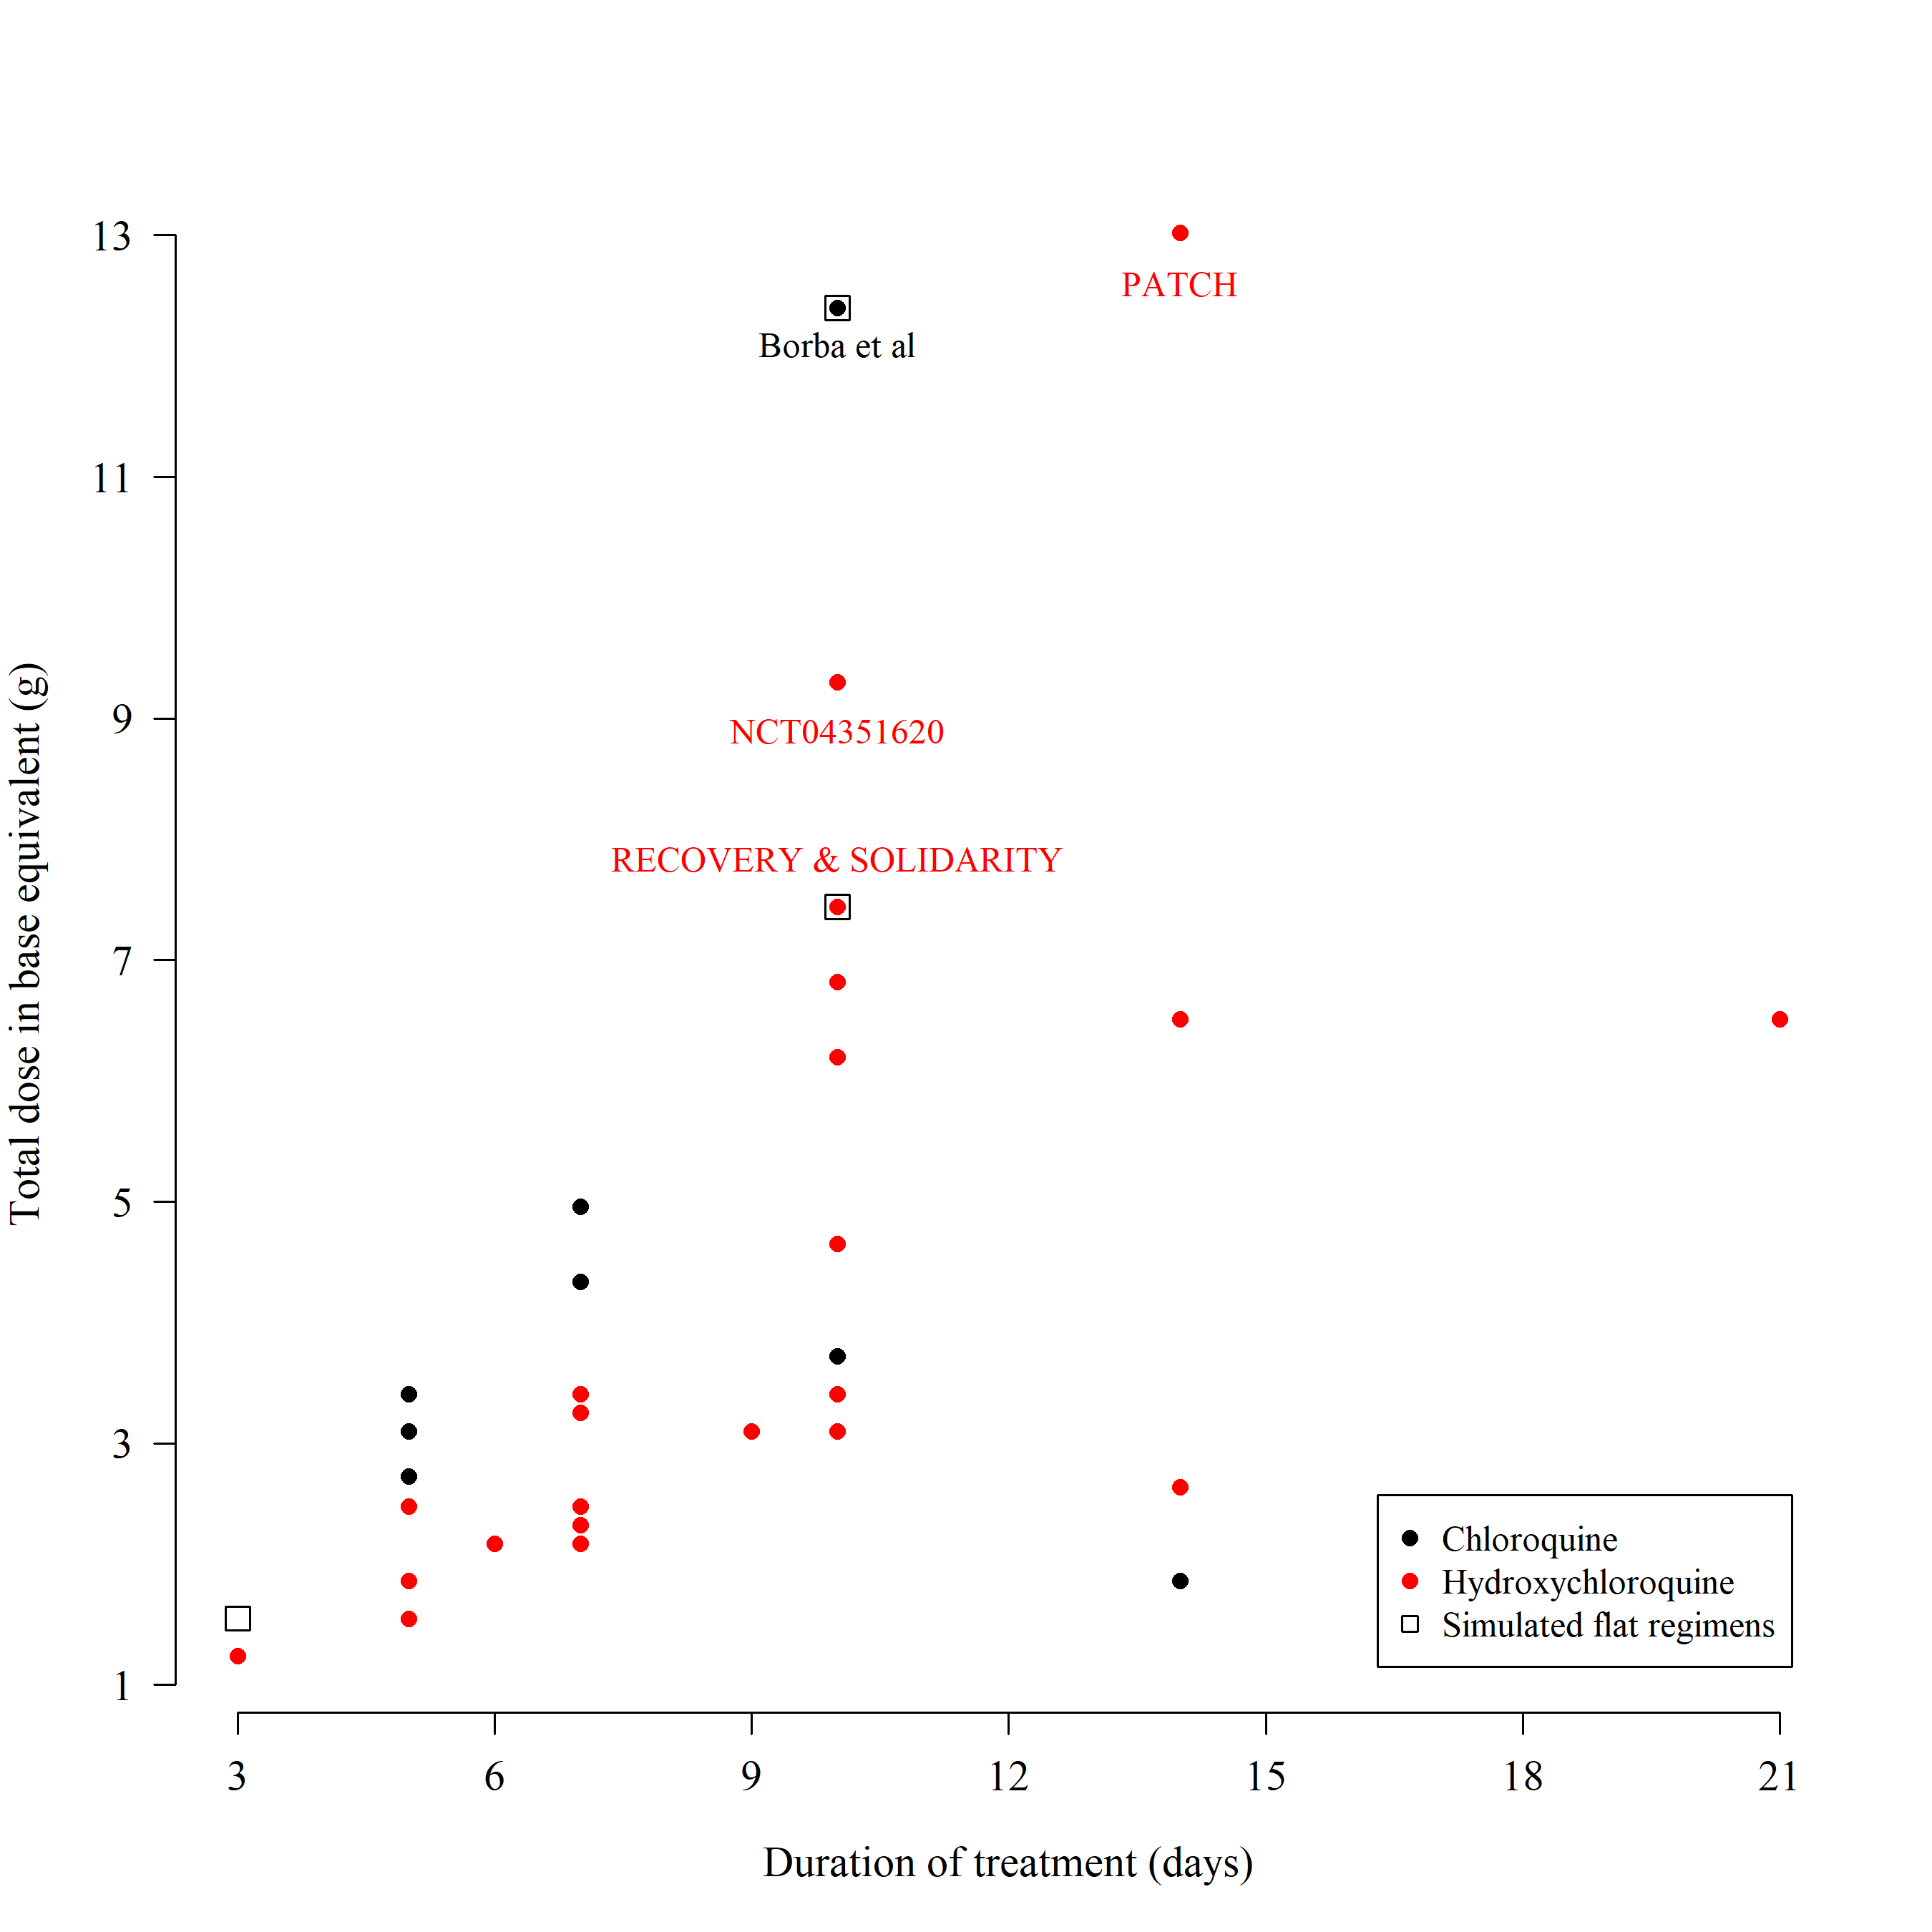 13
PATCH
Borba et al
11
9
NCT04351620
RECOVERY & SOLIDARITY
7
5
3
1
Total dose in base equivalent (g)
Chloroquine
Hydroxychloroquine
Simulated flat regimens
3 6 9 12 15 18 21
Duration of treatment (days)